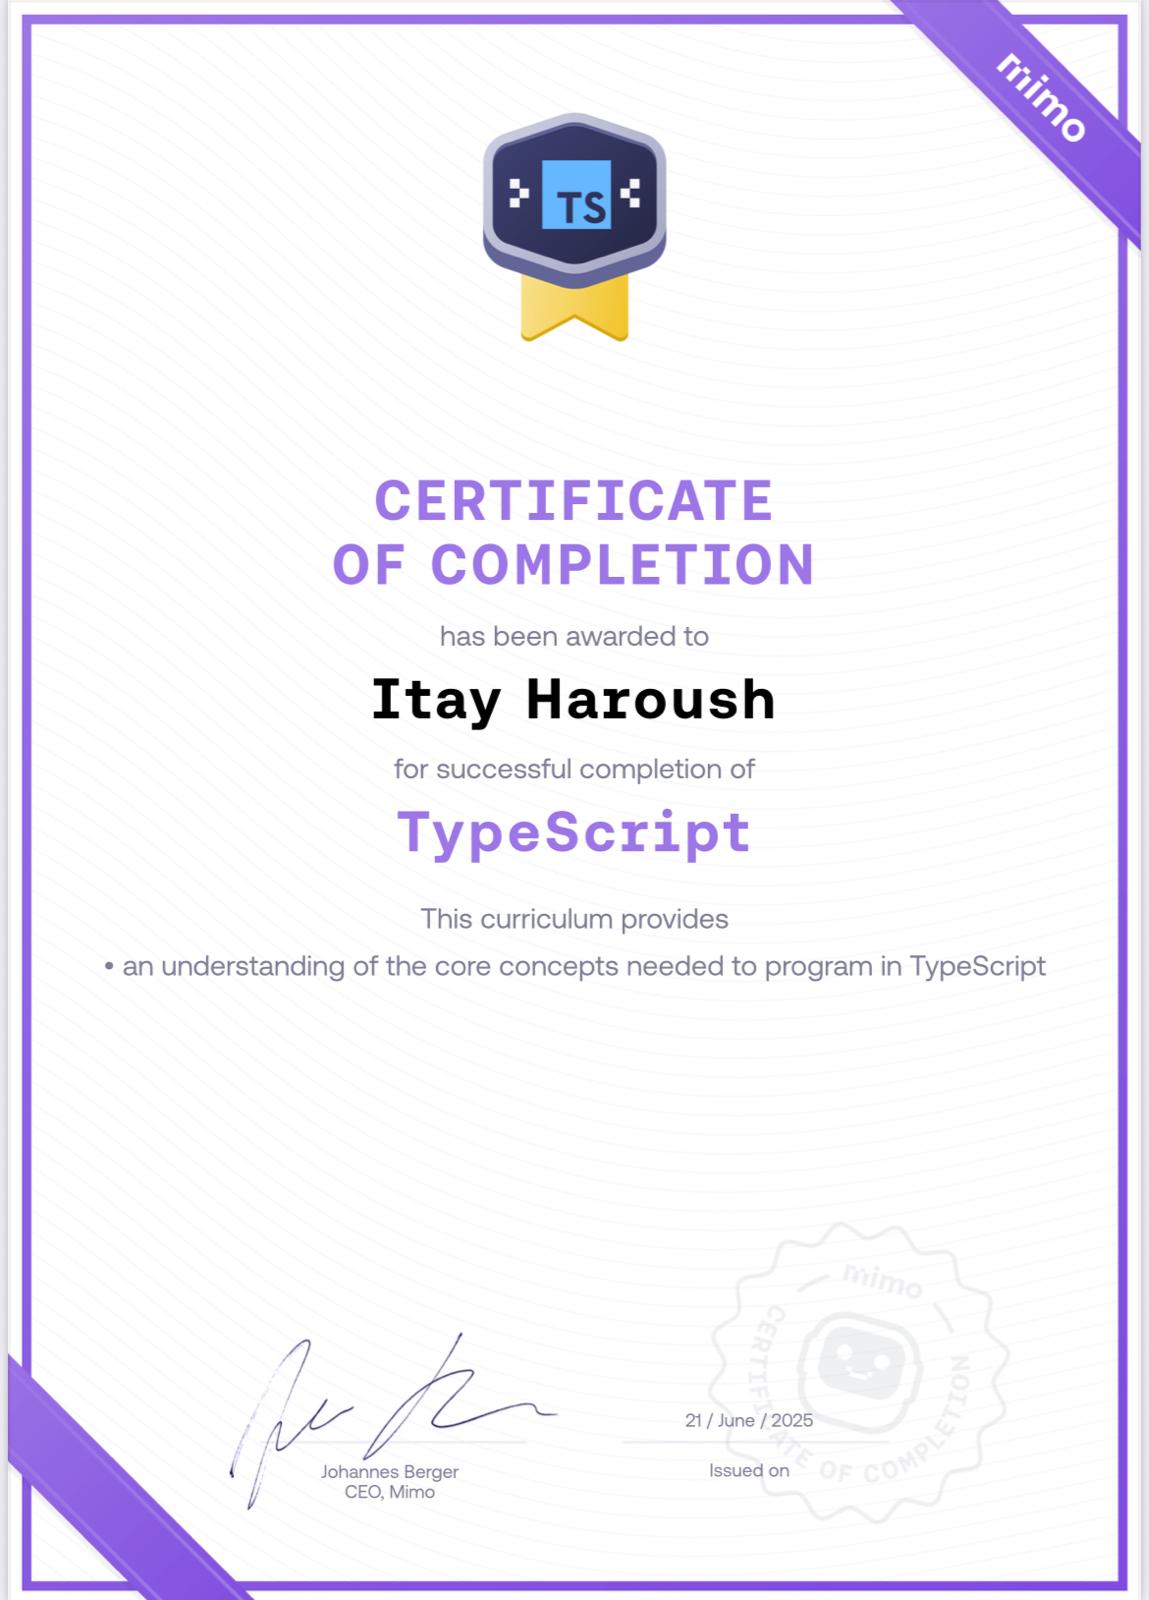 mimo
TS
CERTIFICATE
OF COMPLETION
has been awarded to
Itay Haroush
for successful completion of
TypeScript
This curriculum provides
• an understanding of the core concepts needed to program in TypeScript
mimo
CERTIFICATE OF COMPLETION
21 / June / 2025
Johannes Berger
CEO, Mimo
Issued on